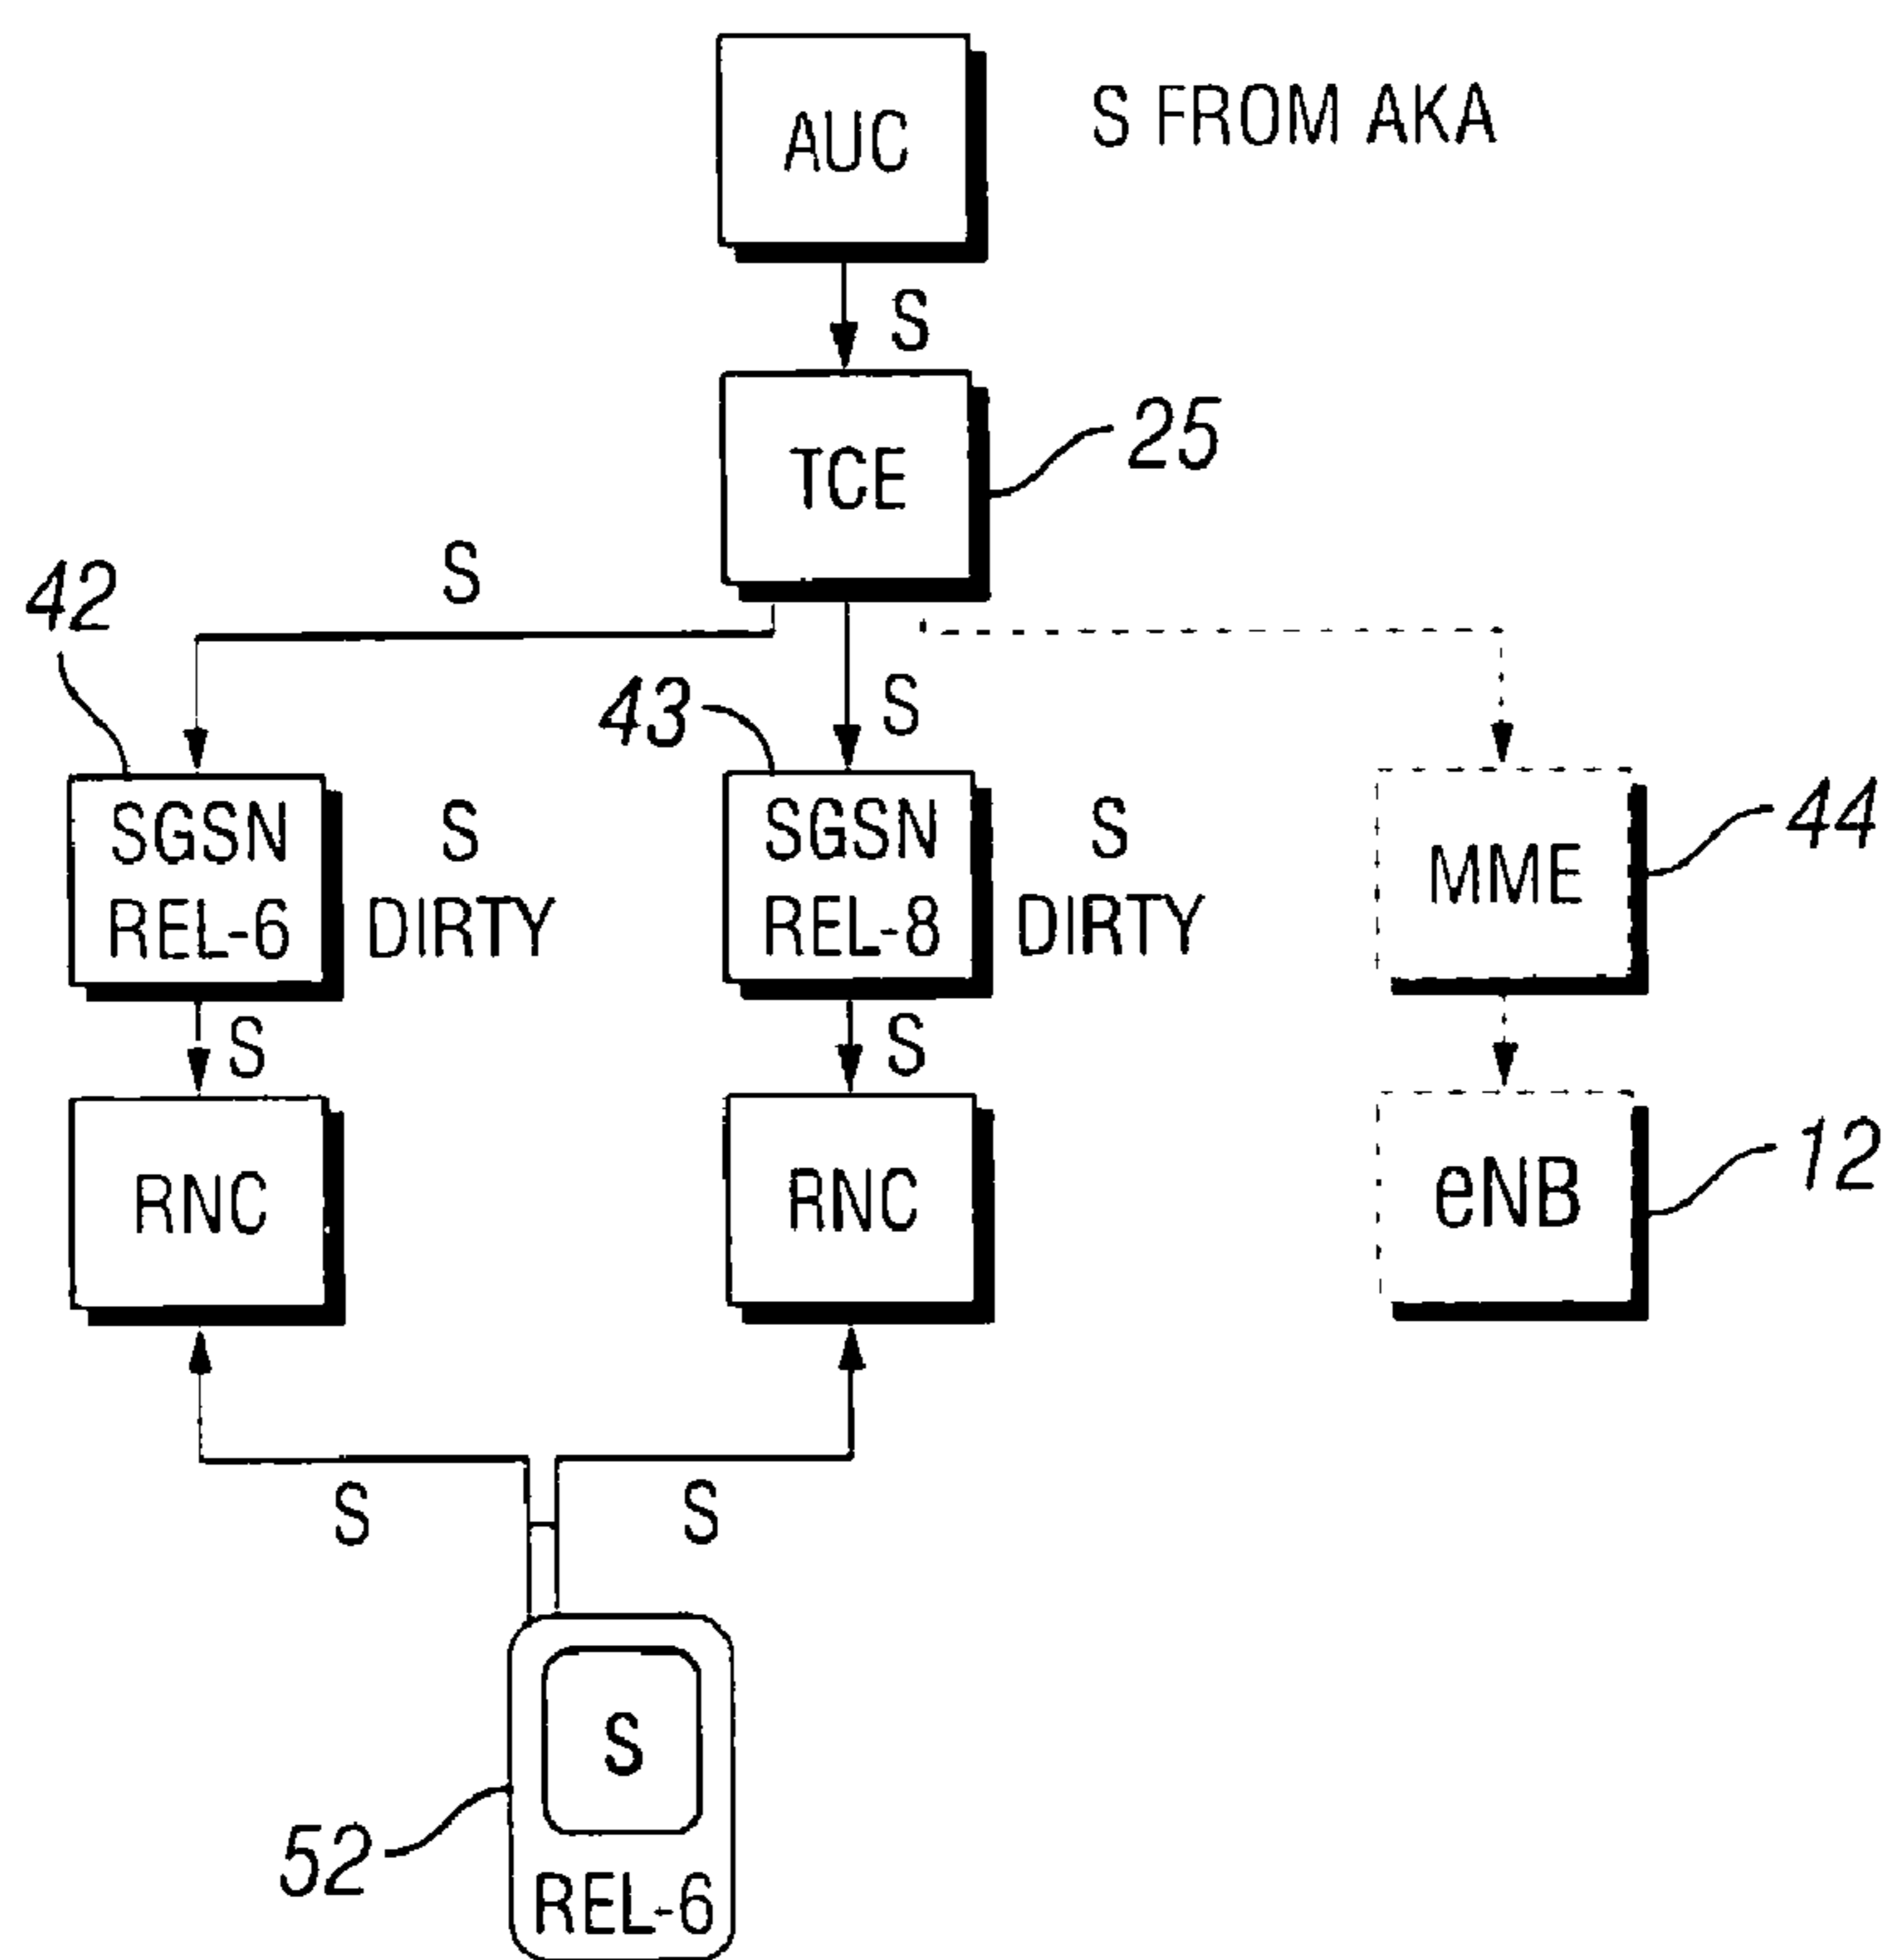 AUC
S FROM AKA
S
TCE
25
S
42
43
S
SGSN
REL-6
S
DIRTY
SGSN
REL-8
S
DIRTY
MME
44
S
S
RNC
RNC
eNB
12
S
S
S
52
REL-6